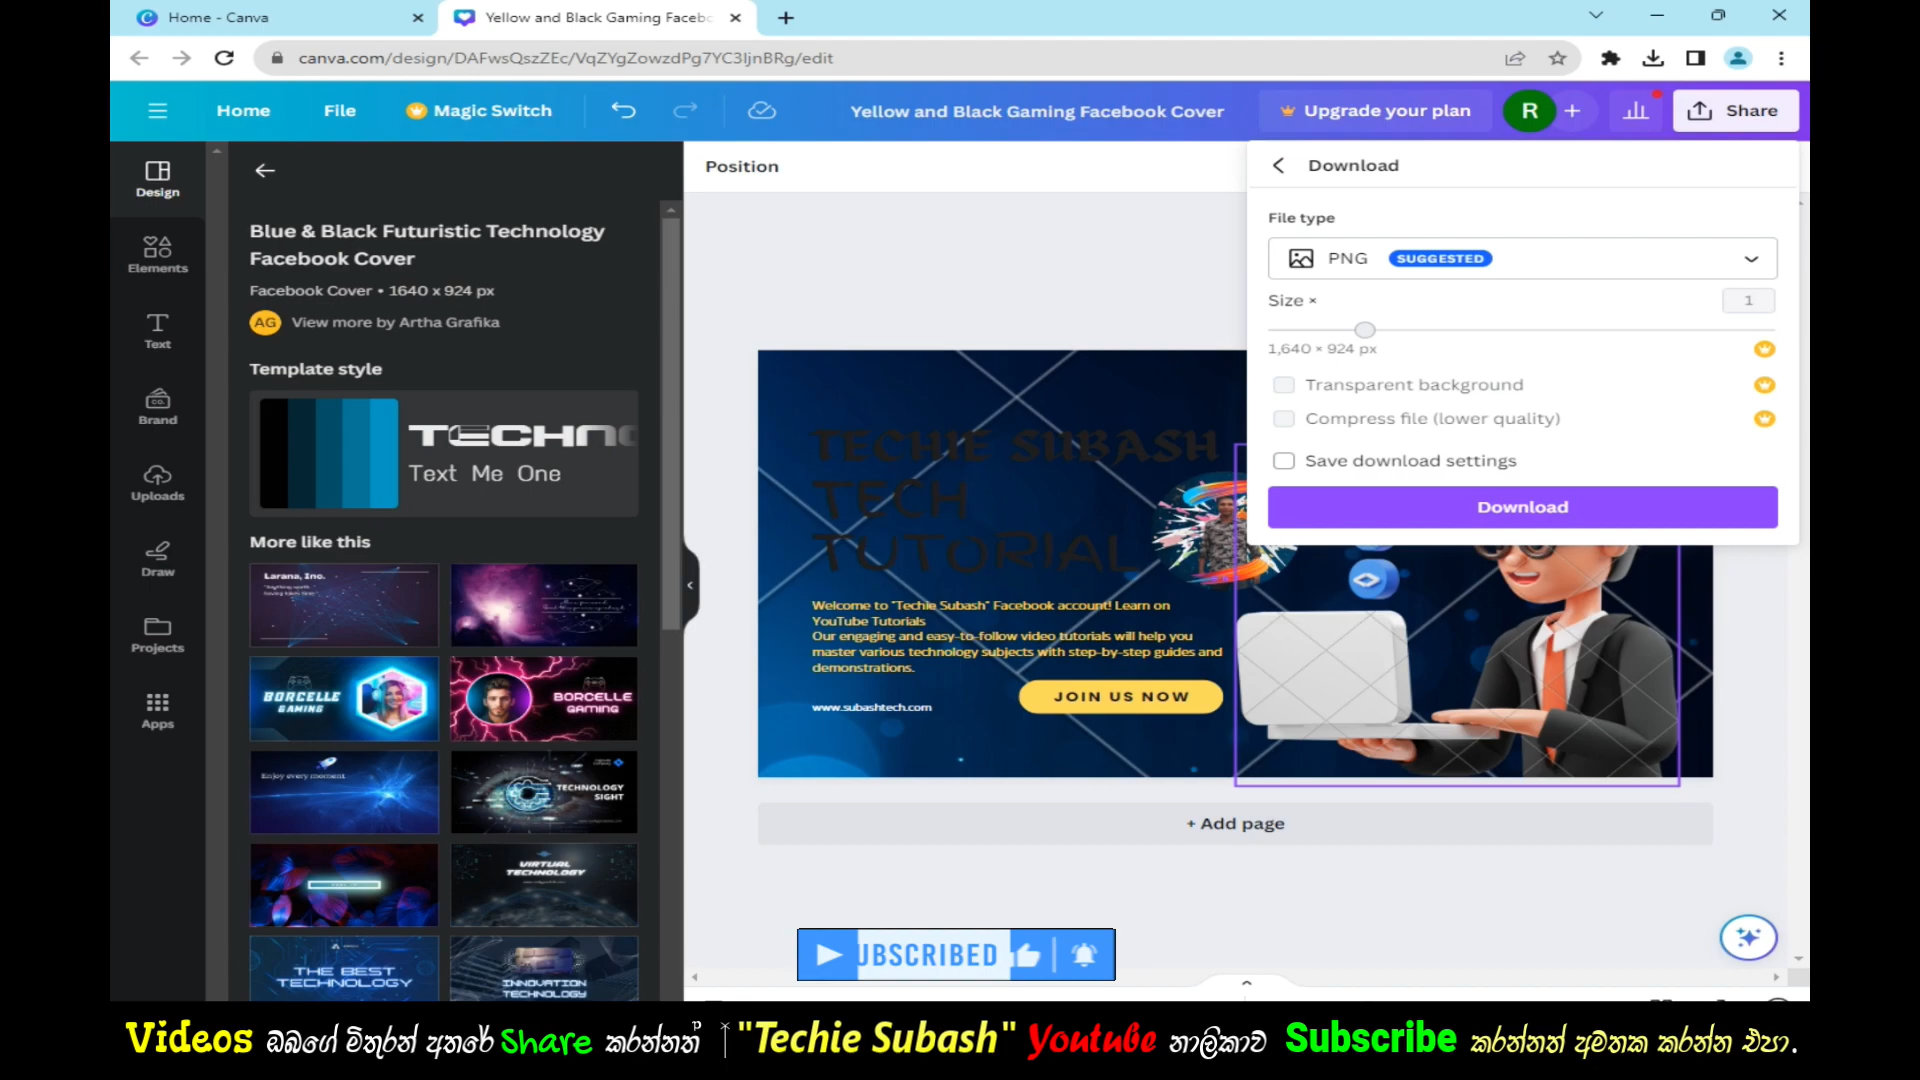 Home - Canva
Yellow and Black Gaming Facebo
canva.com/design/DAFwsQszZEc/VqZYgZowzdPg7YC3IjnBRg/edit
Home File Magic Switch Yellow and Black Gaming Facebook Cover Upgrade your plan R + Share
Design
Elements
Text
Brand
Uploads
Draw
Projects
Apps
Blue & Black Futuristic Technology
Facebook Cover
Facebook Cover • 1640 x 924 px
AG View more by Artha Grafika
Template style
TECHNO
Text Me One
More like this
Larana, Inc.
BORCELLE
GAMING
BORCELLE
GAMING
Enjoy every moment
TECHNOLOGY
SIGHT
VIRTUAL
TECHNOLOGY
THE BEST
TECHNOLOGY
INNOVATION
TECHNOLOGY
Position
TECHIE SUBASH
TECH
TUTORIAL
Welcome to "Techie Subash" Facebook account! Learn on
YouTube Tutorials
Our engaging and easy-to-follow video tutorials will help you
master various technology subjects with step-by-step guides and
demonstrations.
JOIN US NOW
www.subashtech.com
+ Add page
Download
File type
PNG SUGGESTED
Size × 1
1,640 × 924 px
Transparent background
Compress file (lower quality)
Save download settings
Download
UBSCRIBED
Videos ඔබගේ මිතුරන් අතරේ Share කරන්නත් "Techie Subash" Youtube නාලිකාව Subscribe කරන්නත් අමතක කරන්න එපා.